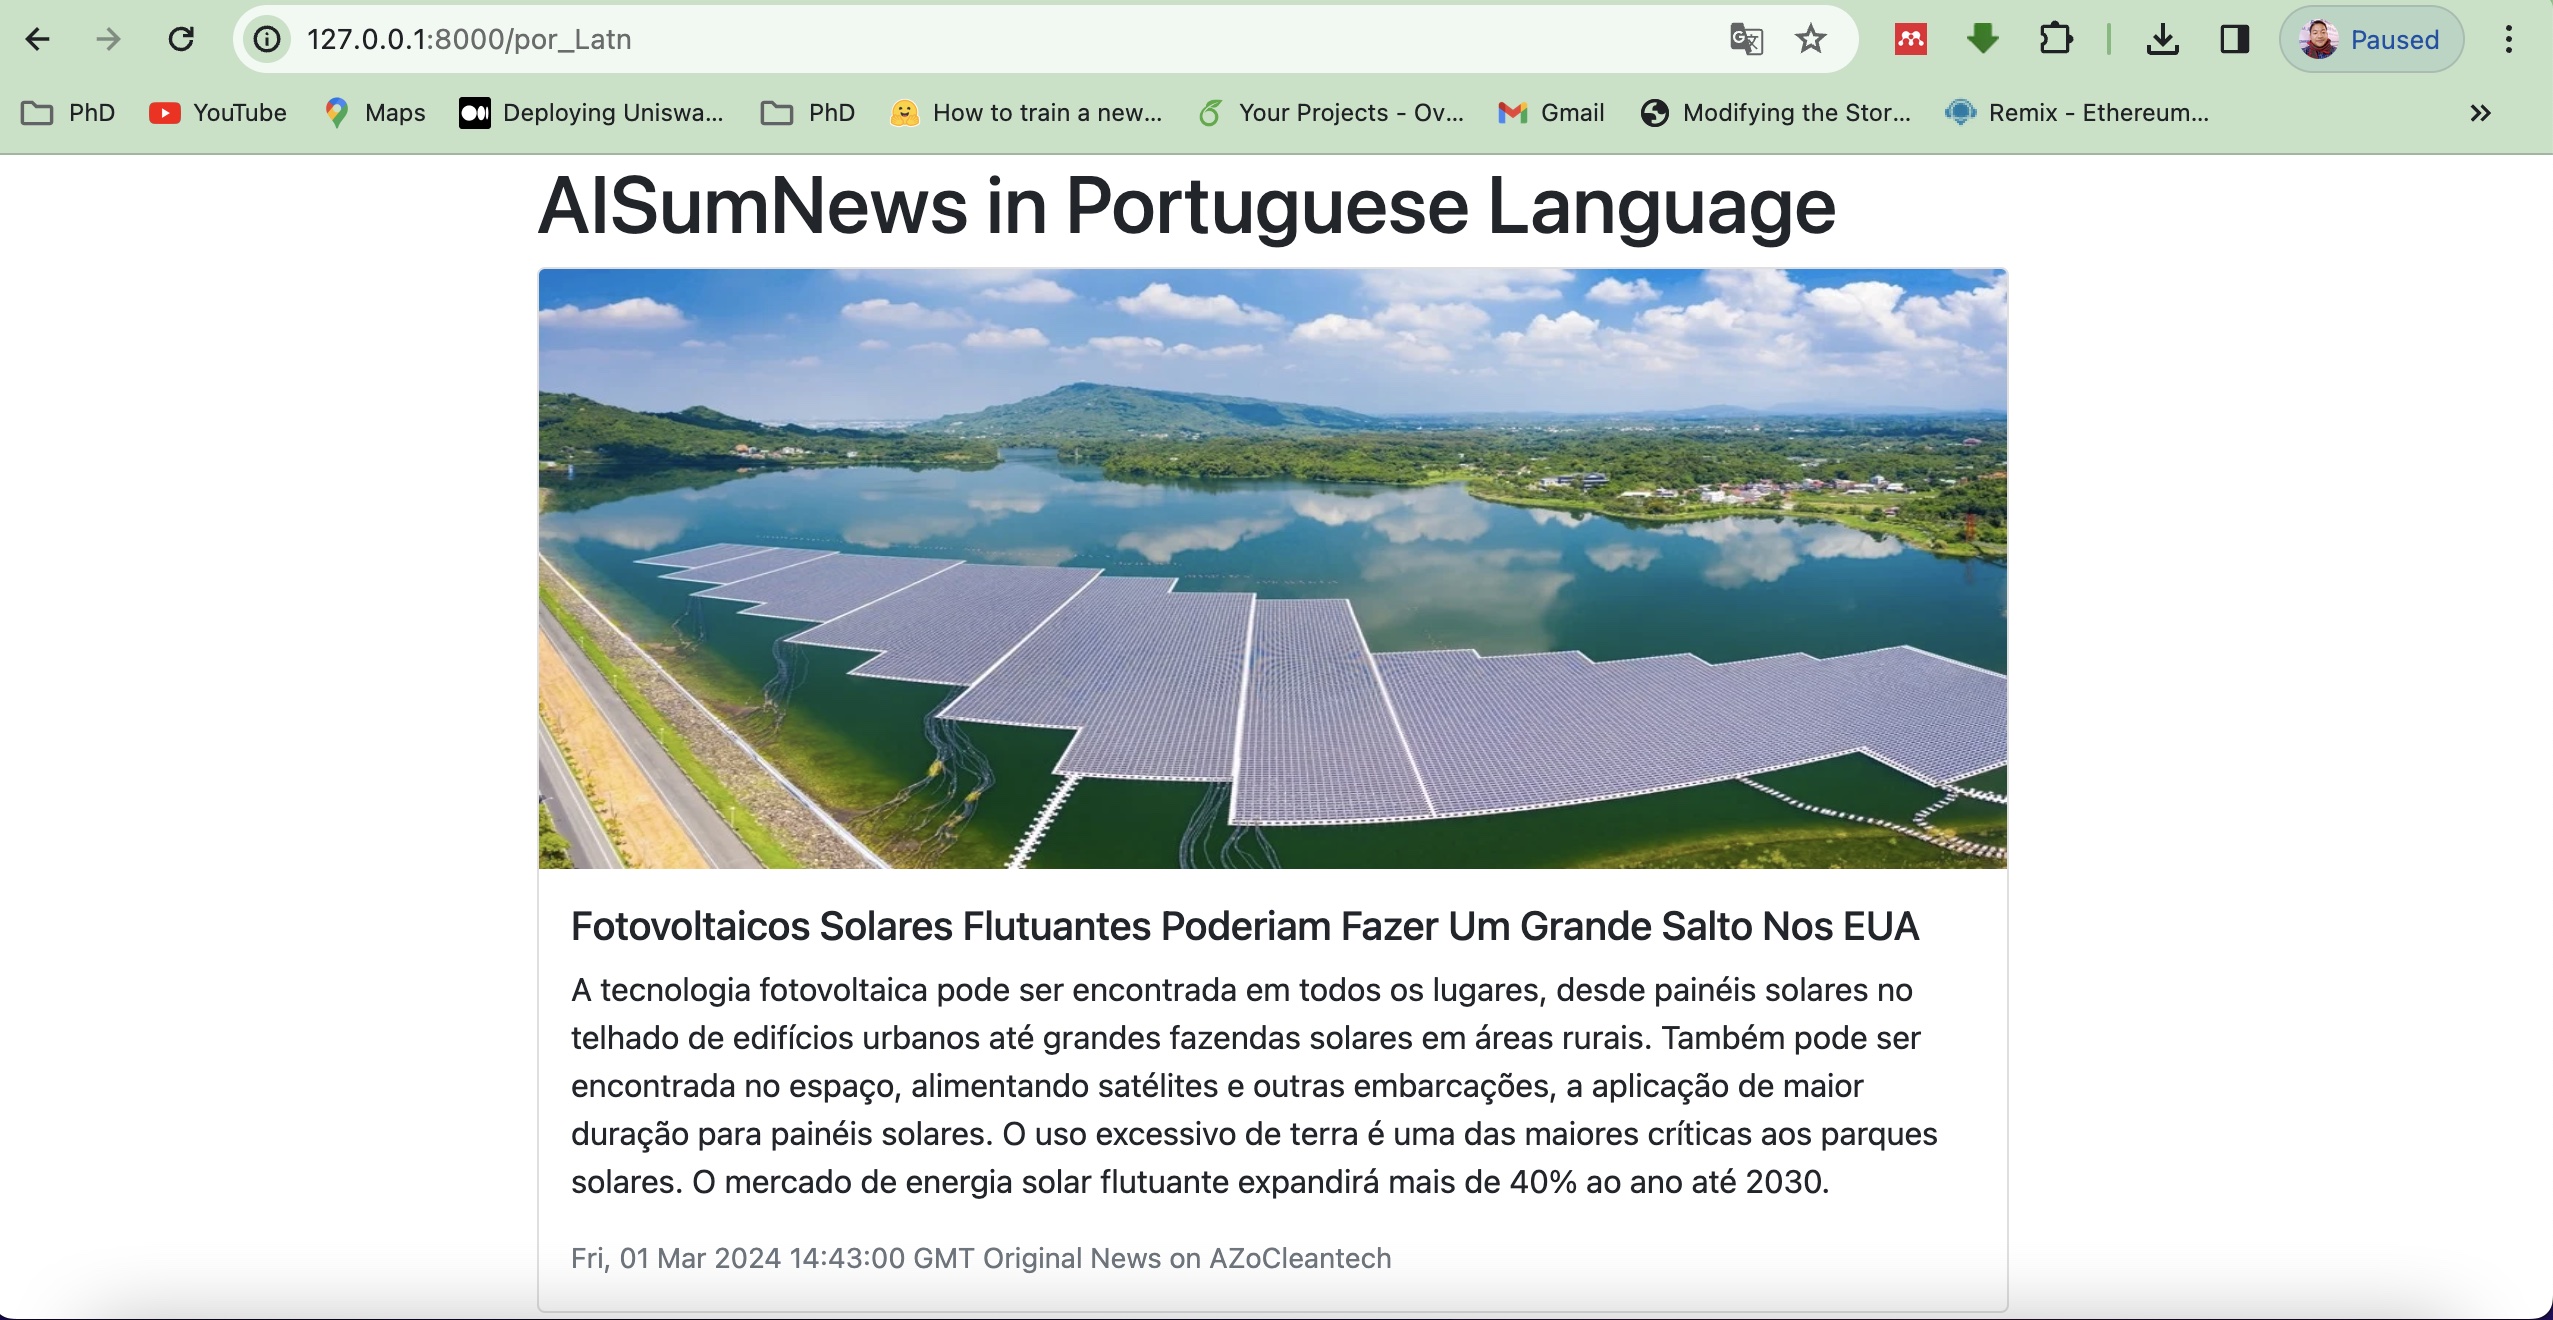 127.0.0.1:8000/por_Latn
Paused
PhD
YouTube
Maps
Deploying Uniswa...
PhD
How to train a new...
Your Projects - Ov...
Gmail
Modifying the Stor...
Remix - Ethereum...
AISumNews in Portuguese Language
Fotovoltaicos Solares Flutuantes Poderiam Fazer Um Grande Salto Nos EUA
A tecnologia fotovoltaica pode ser encontrada em todos os lugares, desde painéis solares no
telhado de edifícios urbanos até grandes fazendas solares em áreas rurais. Também pode ser
encontrada no espaço, alimentando satélites e outras embarcações, a aplicação de maior
duração para painéis solares. O uso excessivo de terra é uma das maiores críticas aos parques
solares. O mercado de energia solar flutuante expandirá mais de 40% ao ano até 2030.
Fri, 01 Mar 2024 14:43:00 GMT Original News on AZoCleantech